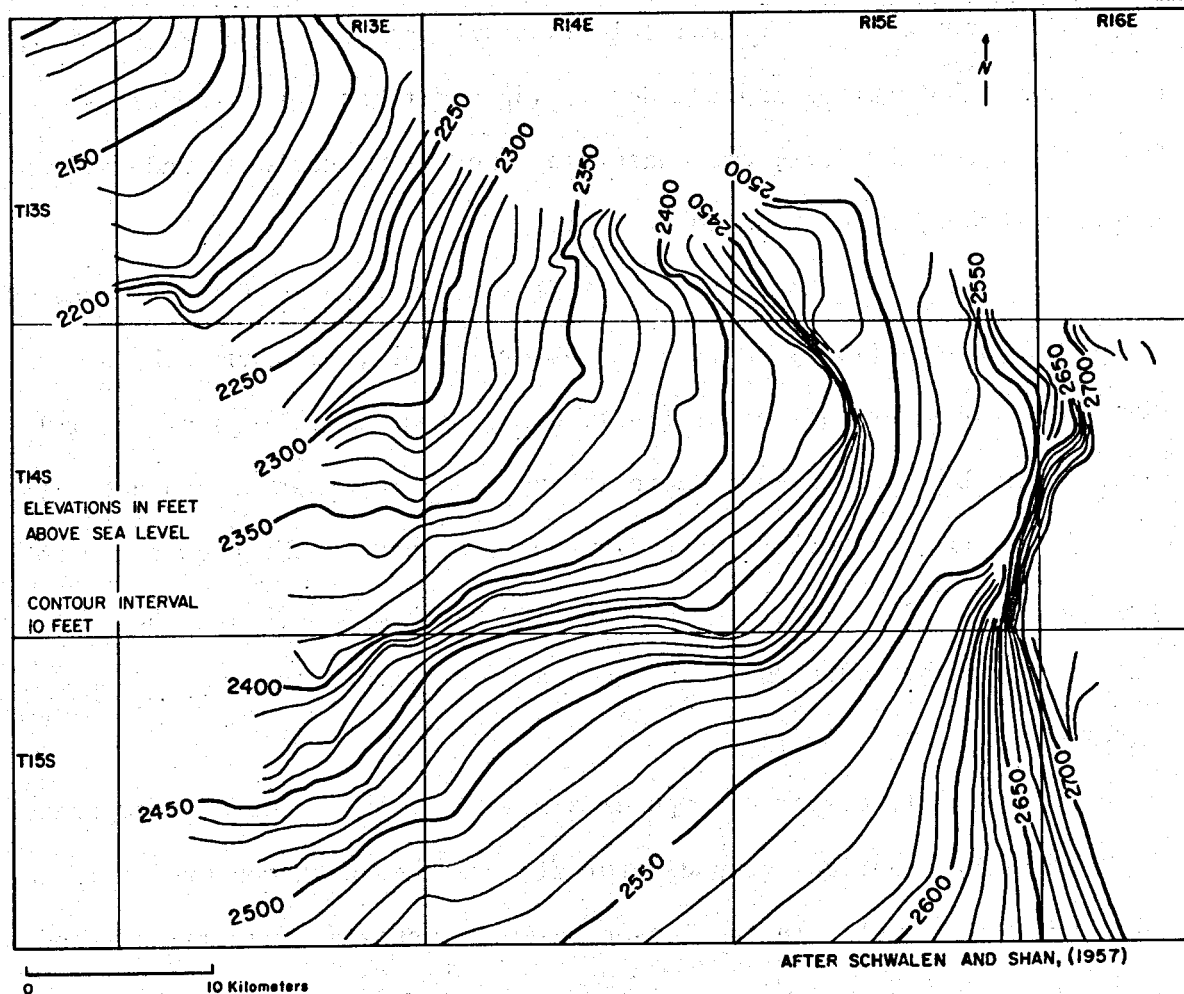 R13E
R14E
R15E
R16E
N
2150
2250
2300
2350
2400
2450
2500
T13S
2550
2200
2250
2650
2700
2300
T14S
ELEVATIONS IN FEET
ABOVE SEA LEVEL
2350
CONTOUR INTERVAL
10 FEET
2400
T15S
2450
2650
2700
2550
2500
2600
AFTER SCHWALEN AND SHAN, (1957)
0 10 Kilometers